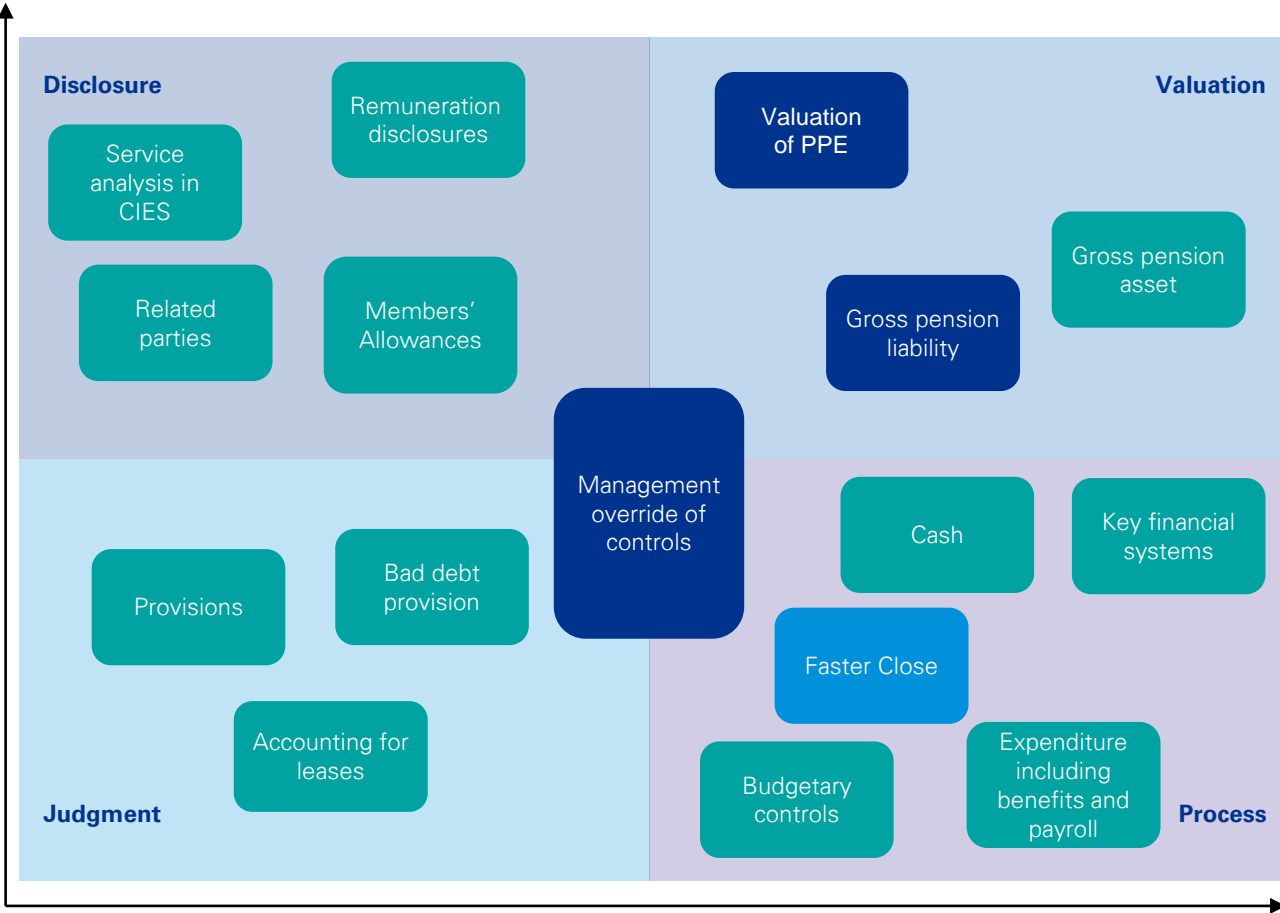 Disclosure
Remuneration
disclosures
Service
analysis in
CIES
Related
parties
Members’
Allowances
Valuation
Valuation
of PPE
Gross pension
asset
Gross pension
liability
Management
override of
controls
Provisions
Bad debt
provision
Accounting for
leases
Judgment
Cash
Key financial
systems
Faster Close
Budgetary
controls
Expenditure
including
benefits and
payroll
Process